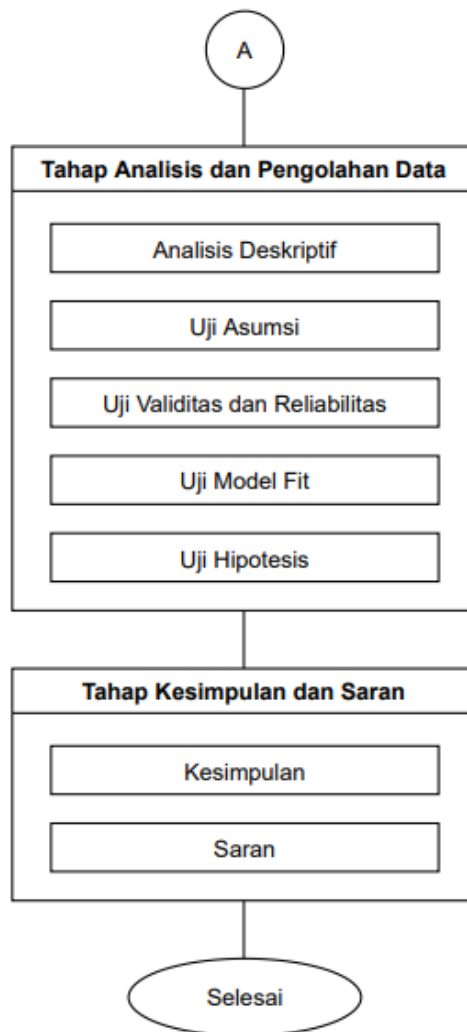 A
Tahap Analisis dan Pengolahan Data
Analisis Deskriptif
Uji Asumsi
Uji Validitas dan Reliabilitas
Uji Model Fit
Uji Hipotesis
Tahap Kesimpulan dan Saran
Kesimpulan
Saran
Selesai